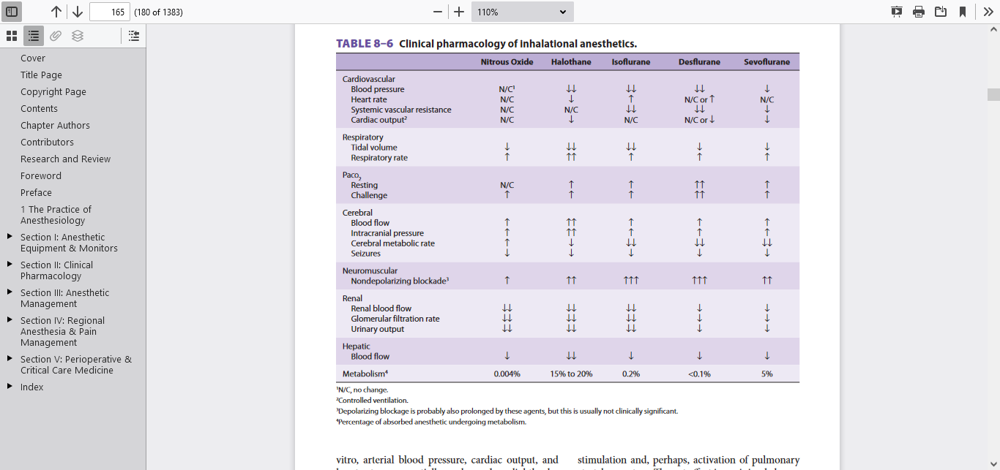 165 (180 of 1383) 110%
Cover
Title Page
Copyright Page
Contents
Chapter Authors
Contributors
Research and Review
Foreword
Preface
1 The Practice of
Anesthesiology
Section I: Anesthetic
Equipment & Monitors
Section II: Clinical
Pharmacology
Section III: Anesthetic
Management
Section IV: Regional
Anesthesia & Pain
Management
Section V: Perioperative &
Critical Care Medicine
Index
TABLE 8–6 Clinical pharmacology of inhalational anesthetics.
Nitrous Oxide Halothane Isoflurane Desflurane Sevoflurane
Cardiovascular
Blood pressure N/C¹ ↓↓ ↓↓ ↓↓ ↓
Heart rate N/C ↓ ↑ N/C or ↑ N/C
Systemic vascular resistance N/C N/C ↓↓ ↓↓ ↓
Cardiac output² N/C ↓ N/C N/C or ↓ ↓
Respiratory
Tidal volume ↓ ↓↓ ↓↓ ↓ ↓
Respiratory rate ↑ ↑↑ ↑ ↑ ↑
Paco₂
Resting N/C ↑ ↑ ↑↑ ↑
Challenge ↑ ↑ ↑ ↑↑ ↑
Cerebral
Blood flow ↑ ↑↑ ↑ ↑ ↑
Intracranial pressure ↑ ↑↑ ↑ ↑ ↑
Cerebral metabolic rate ↑ ↓ ↓↓ ↓↓ ↓↓
Seizures ↓ ↓ ↓ ↓ ↓
Neuromuscular
Nondepolarizing blockade³ ↑ ↑↑ ↑↑↑ ↑↑↑ ↑↑
Renal
Renal blood flow ↓↓ ↓↓ ↓↓ ↓ ↓
Glomerular filtration rate ↓↓ ↓↓ ↓↓ ↓ ↓
Urinary output ↓↓ ↓↓ ↓↓ ↓ ↓
Hepatic
Blood flow ↓ ↓↓ ↓ ↓ ↓
Metabolism⁴ 0.004% 15% to 20% 0.2% <0.1% 5%
¹N/C, no change.
²Controlled ventilation.
³Depolarizing blockage is probably also prolonged by these agents, but this is usually not clinically significant.
⁴Percentage of absorbed anesthetic undergoing metabolism.
vitro, arterial blood pressure, cardiac output, and
stimulation and, perhaps, activation of pulmonary